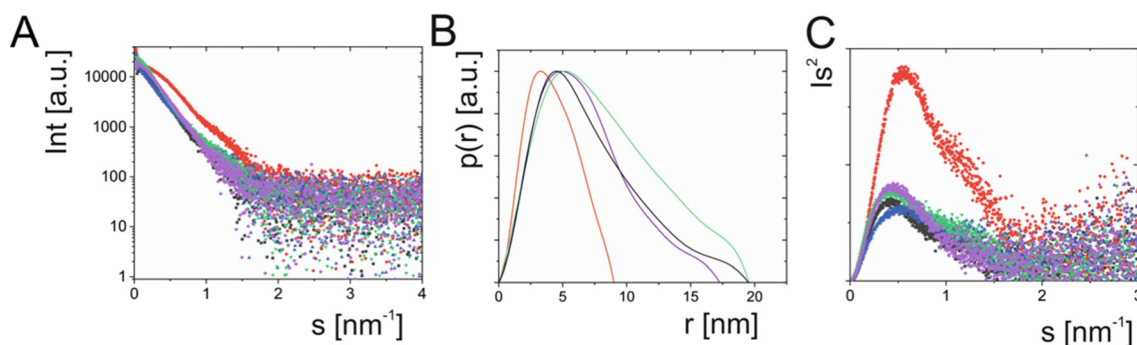 A
Int [a.u.]
10000
1000
100
10
1
0 1 2 3 4
s [nm⁻¹]
B
p(r) [a.u.]
0 5 10 15 20
r [nm]
C
Is²
0 1 2 3
s [nm⁻¹]